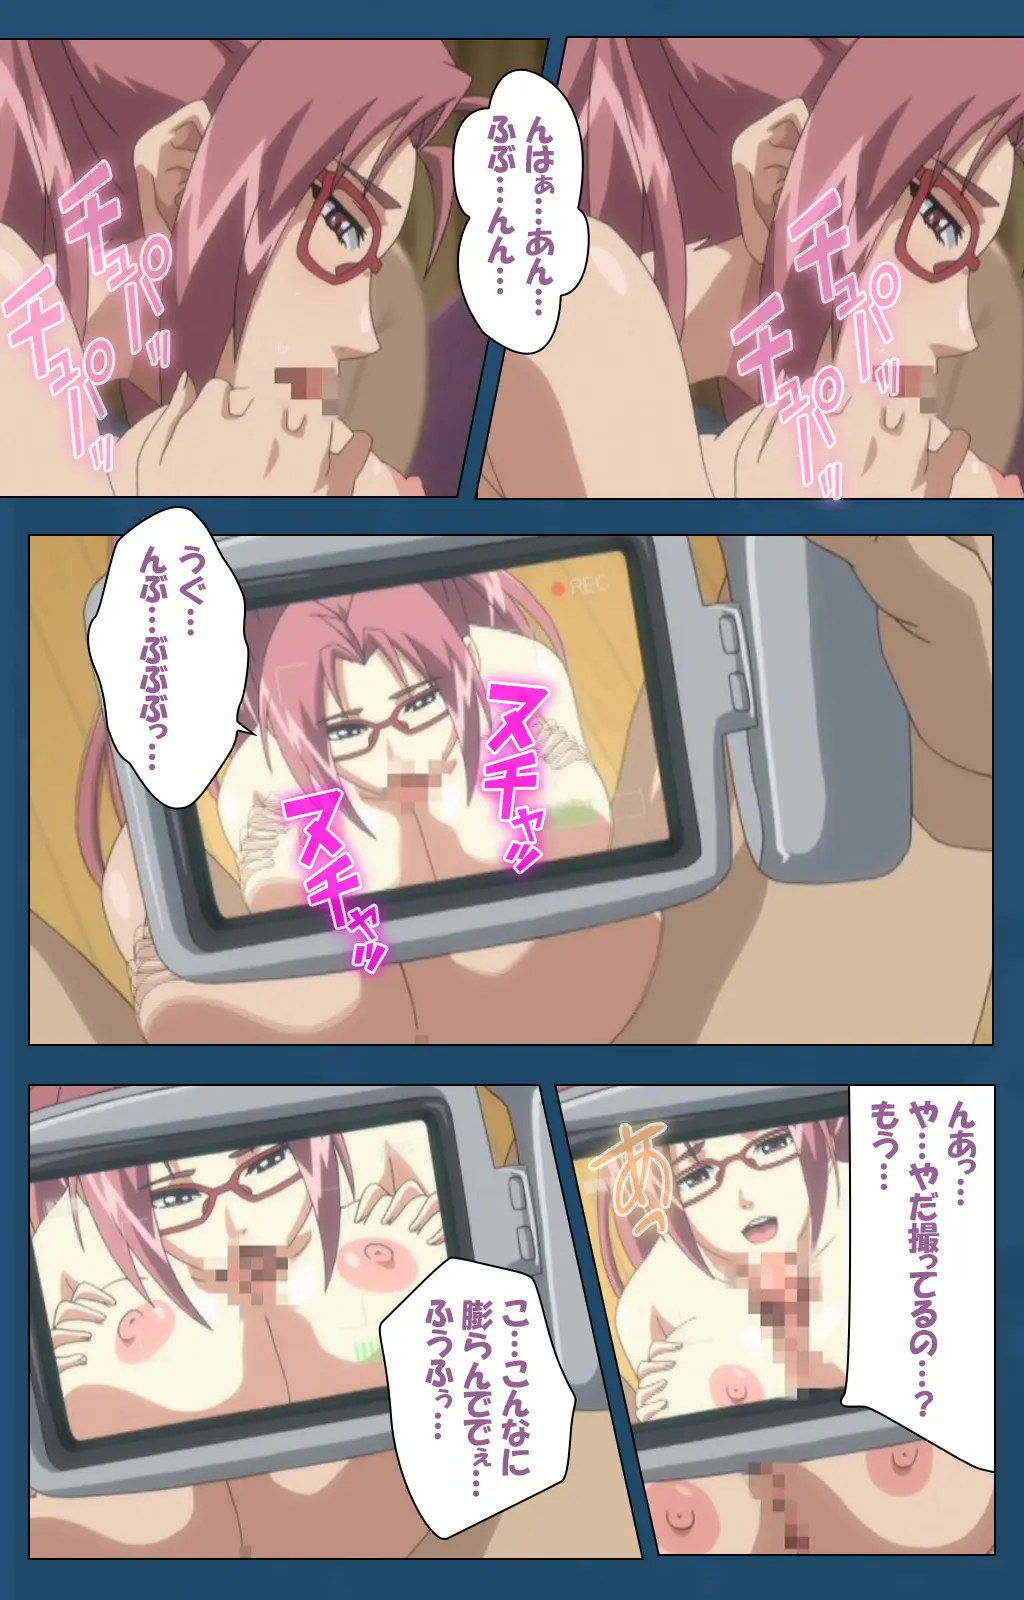 んはぁ…あん…
ふぶ…んん…
チュパッ
チュパッ
チュパッ
チュパッ
うぐ…
んぶ…ぶぶぶっ…
REC
ヌチャッ
ヌチャッ
んあっ…
や…やだ撮ってるの…?
もう…
あっ
こ…こんなに
膨らんででぇ…
ふうふぅ…